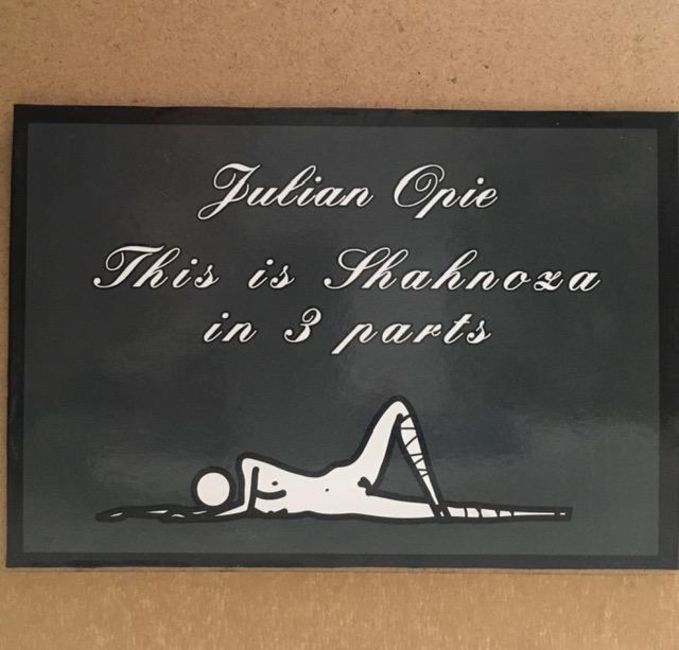 Julian Opie
This is Shahnoza
in 3 parts